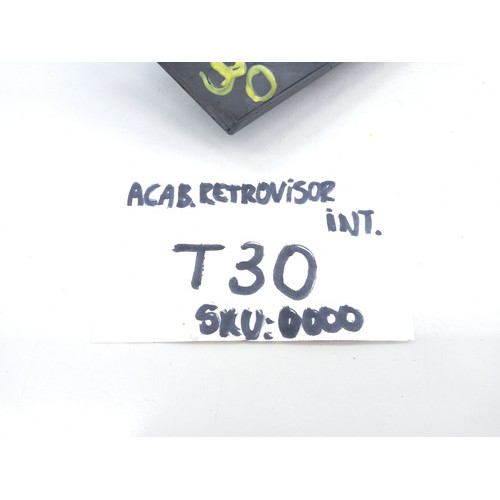 30
ACAB. RETROVISOR
INT.
T30
SKU: 0000